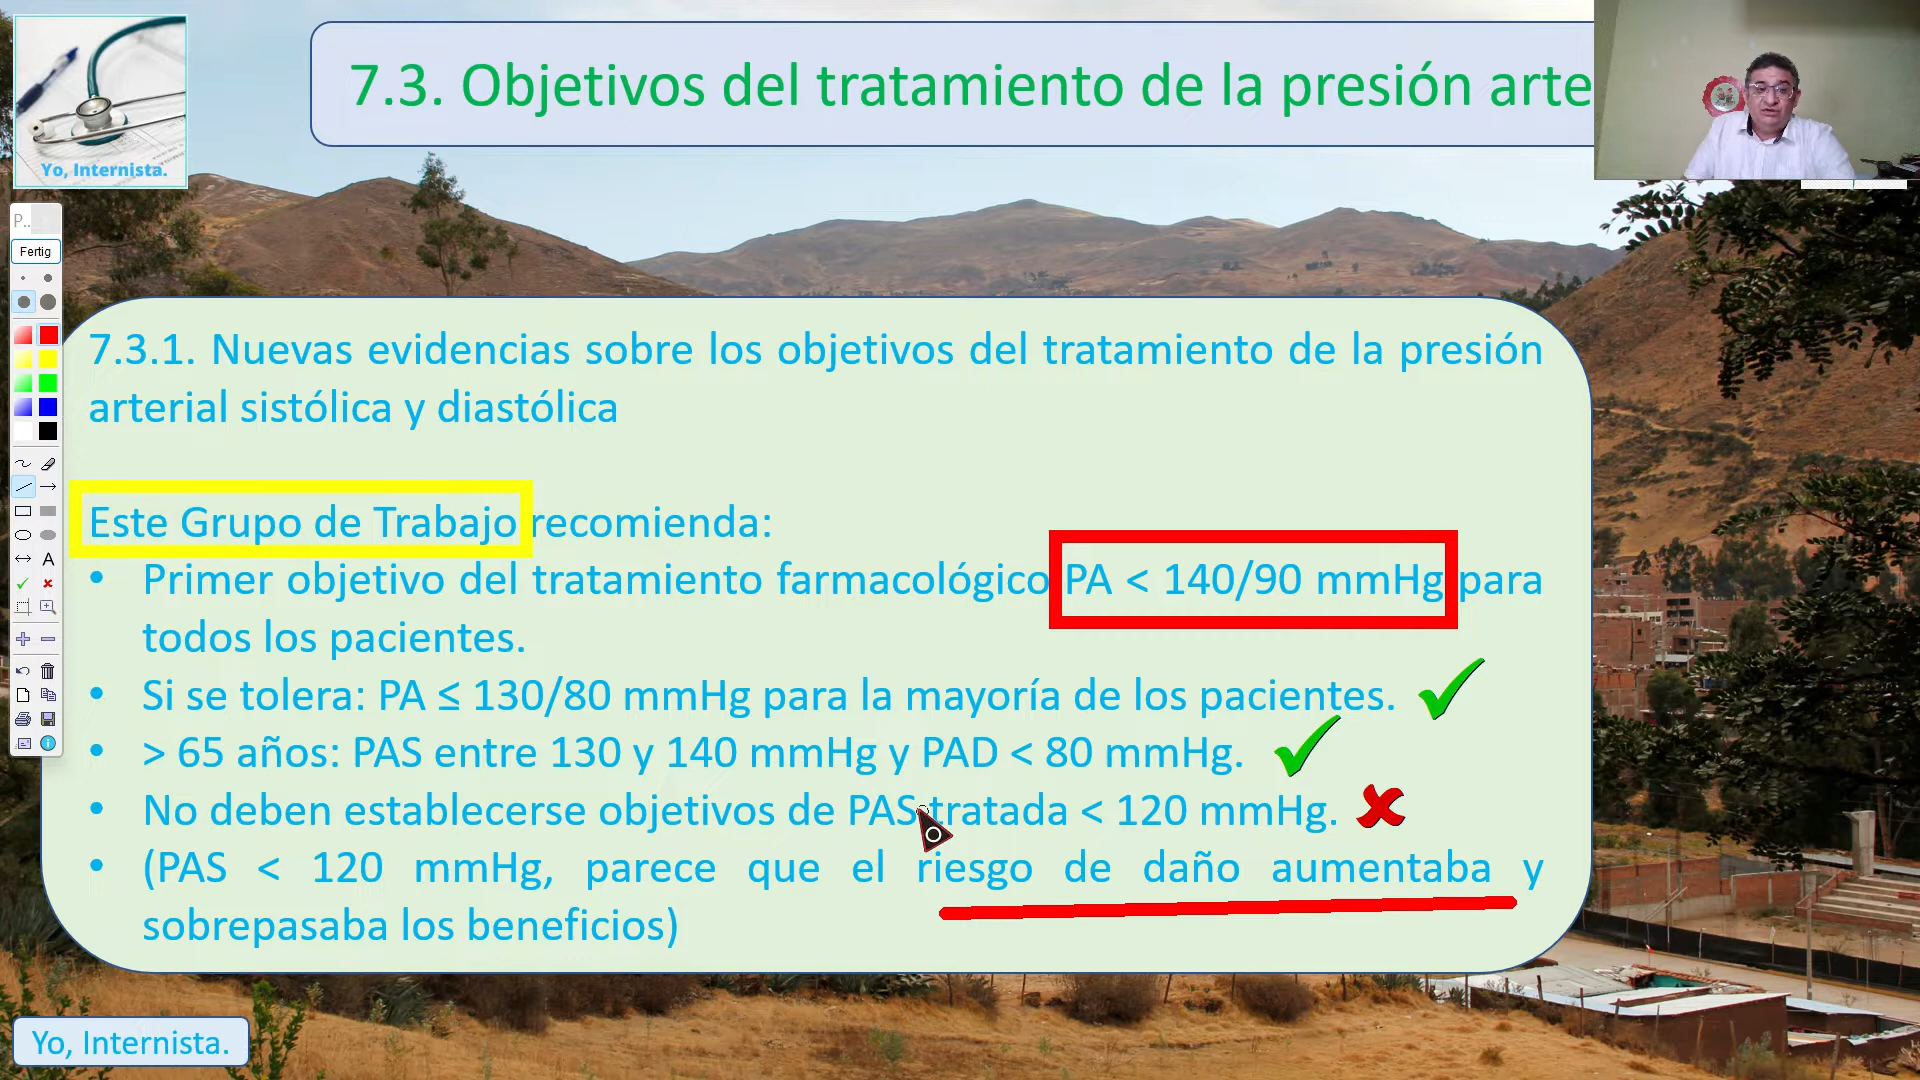 Yo, Internista.
7.3. Objetivos del tratamiento de la presión arte
P..
Fertig
7.3.1. Nuevas evidencias sobre los objetivos del tratamiento de la presión
arterial sistólica y diastólica
Este Grupo de Trabajo recomienda:
• Primer objetivo del tratamiento farmacológico PA < 140/90 mmHg para
todos los pacientes.
• Si se tolera: PA ≤ 130/80 mmHg para la mayoría de los pacientes.
• > 65 años: PAS entre 130 y 140 mmHg y PAD < 80 mmHg.
• No deben establecerse objetivos de PAS tratada < 120 mmHg.
• (PAS < 120 mmHg, parece que el riesgo de daño aumentaba y
sobrepasaba los beneficios)
A
Yo, Internista.